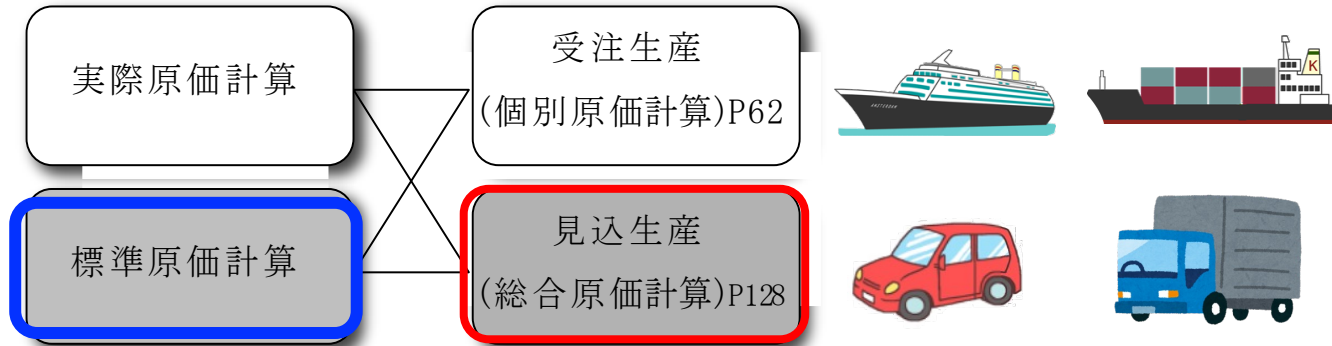 実際原価計算
受注生産
(個別原価計算)P62
標準原価計算
見込生産
(総合原価計算)P128
AMSTERDAM
K